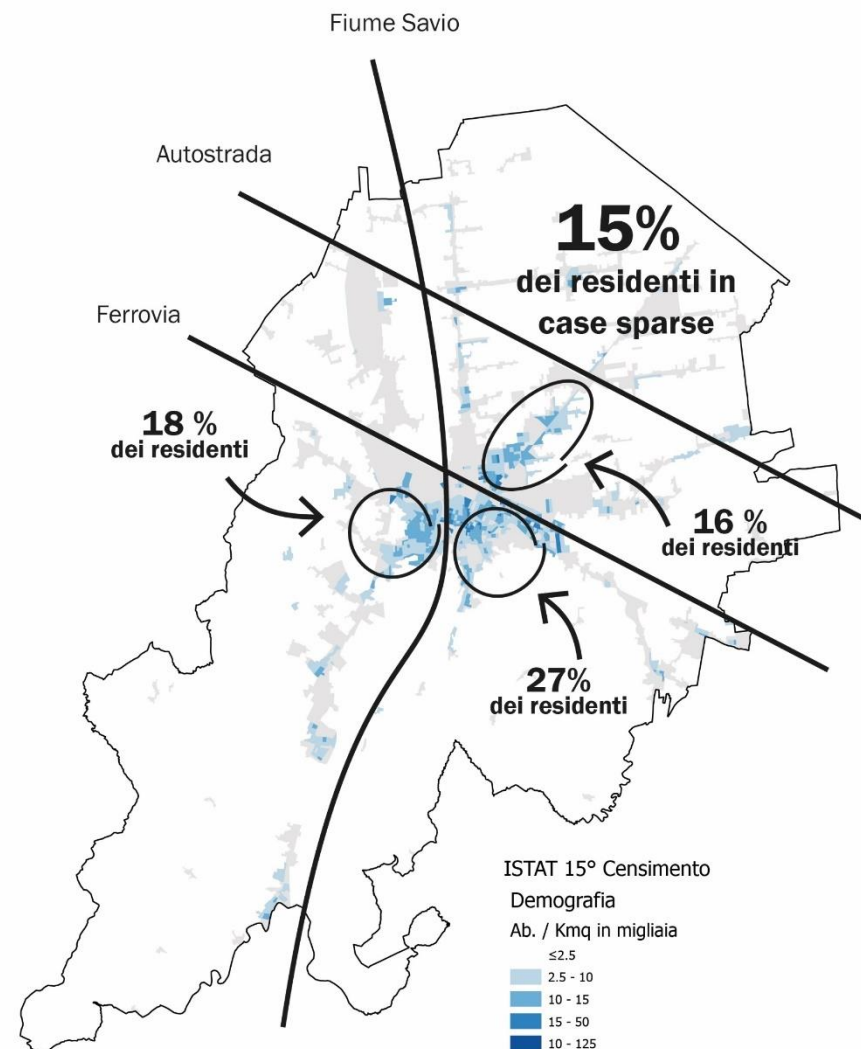 Fiume Savio
Autostrada
15%
dei residenti in
case sparse
Ferrovia
18 %
dei residenti
16 %
dei residenti
27%
dei residenti
ISTAT 15° Censimento
Demografia
Ab. / Kmq in migliaia
≤2.5
2.5 - 10
10 - 15
15 - 50
10 - 125